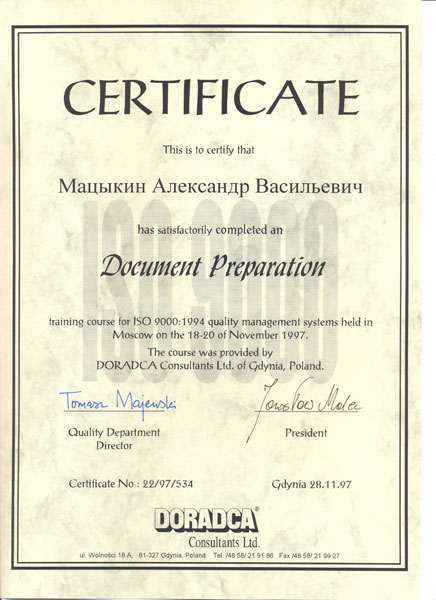 CERTIFICATE
This is to certify that
Мацыкин Александр Васильевич
has satisfactorily completed an
ISO 9000
Document Preparation
training course for ISO 9000:1994 quality management systems held in
Moscow on the 18-20 of November 1997.
The course was provided by
DORADCA Consultants Ltd. of Gdynia, Poland.
Tomasz Majewski
Quality Department President
Director
Certificate No : 22/97/534 Gdynia 28.11.97
DORADCA®
Consultants Ltd.
ul. Wolności 18 A, 81-327 Gdynia, Poland. Tel /48 58/ 21 91 86 Fax /48 58/ 21 99 27